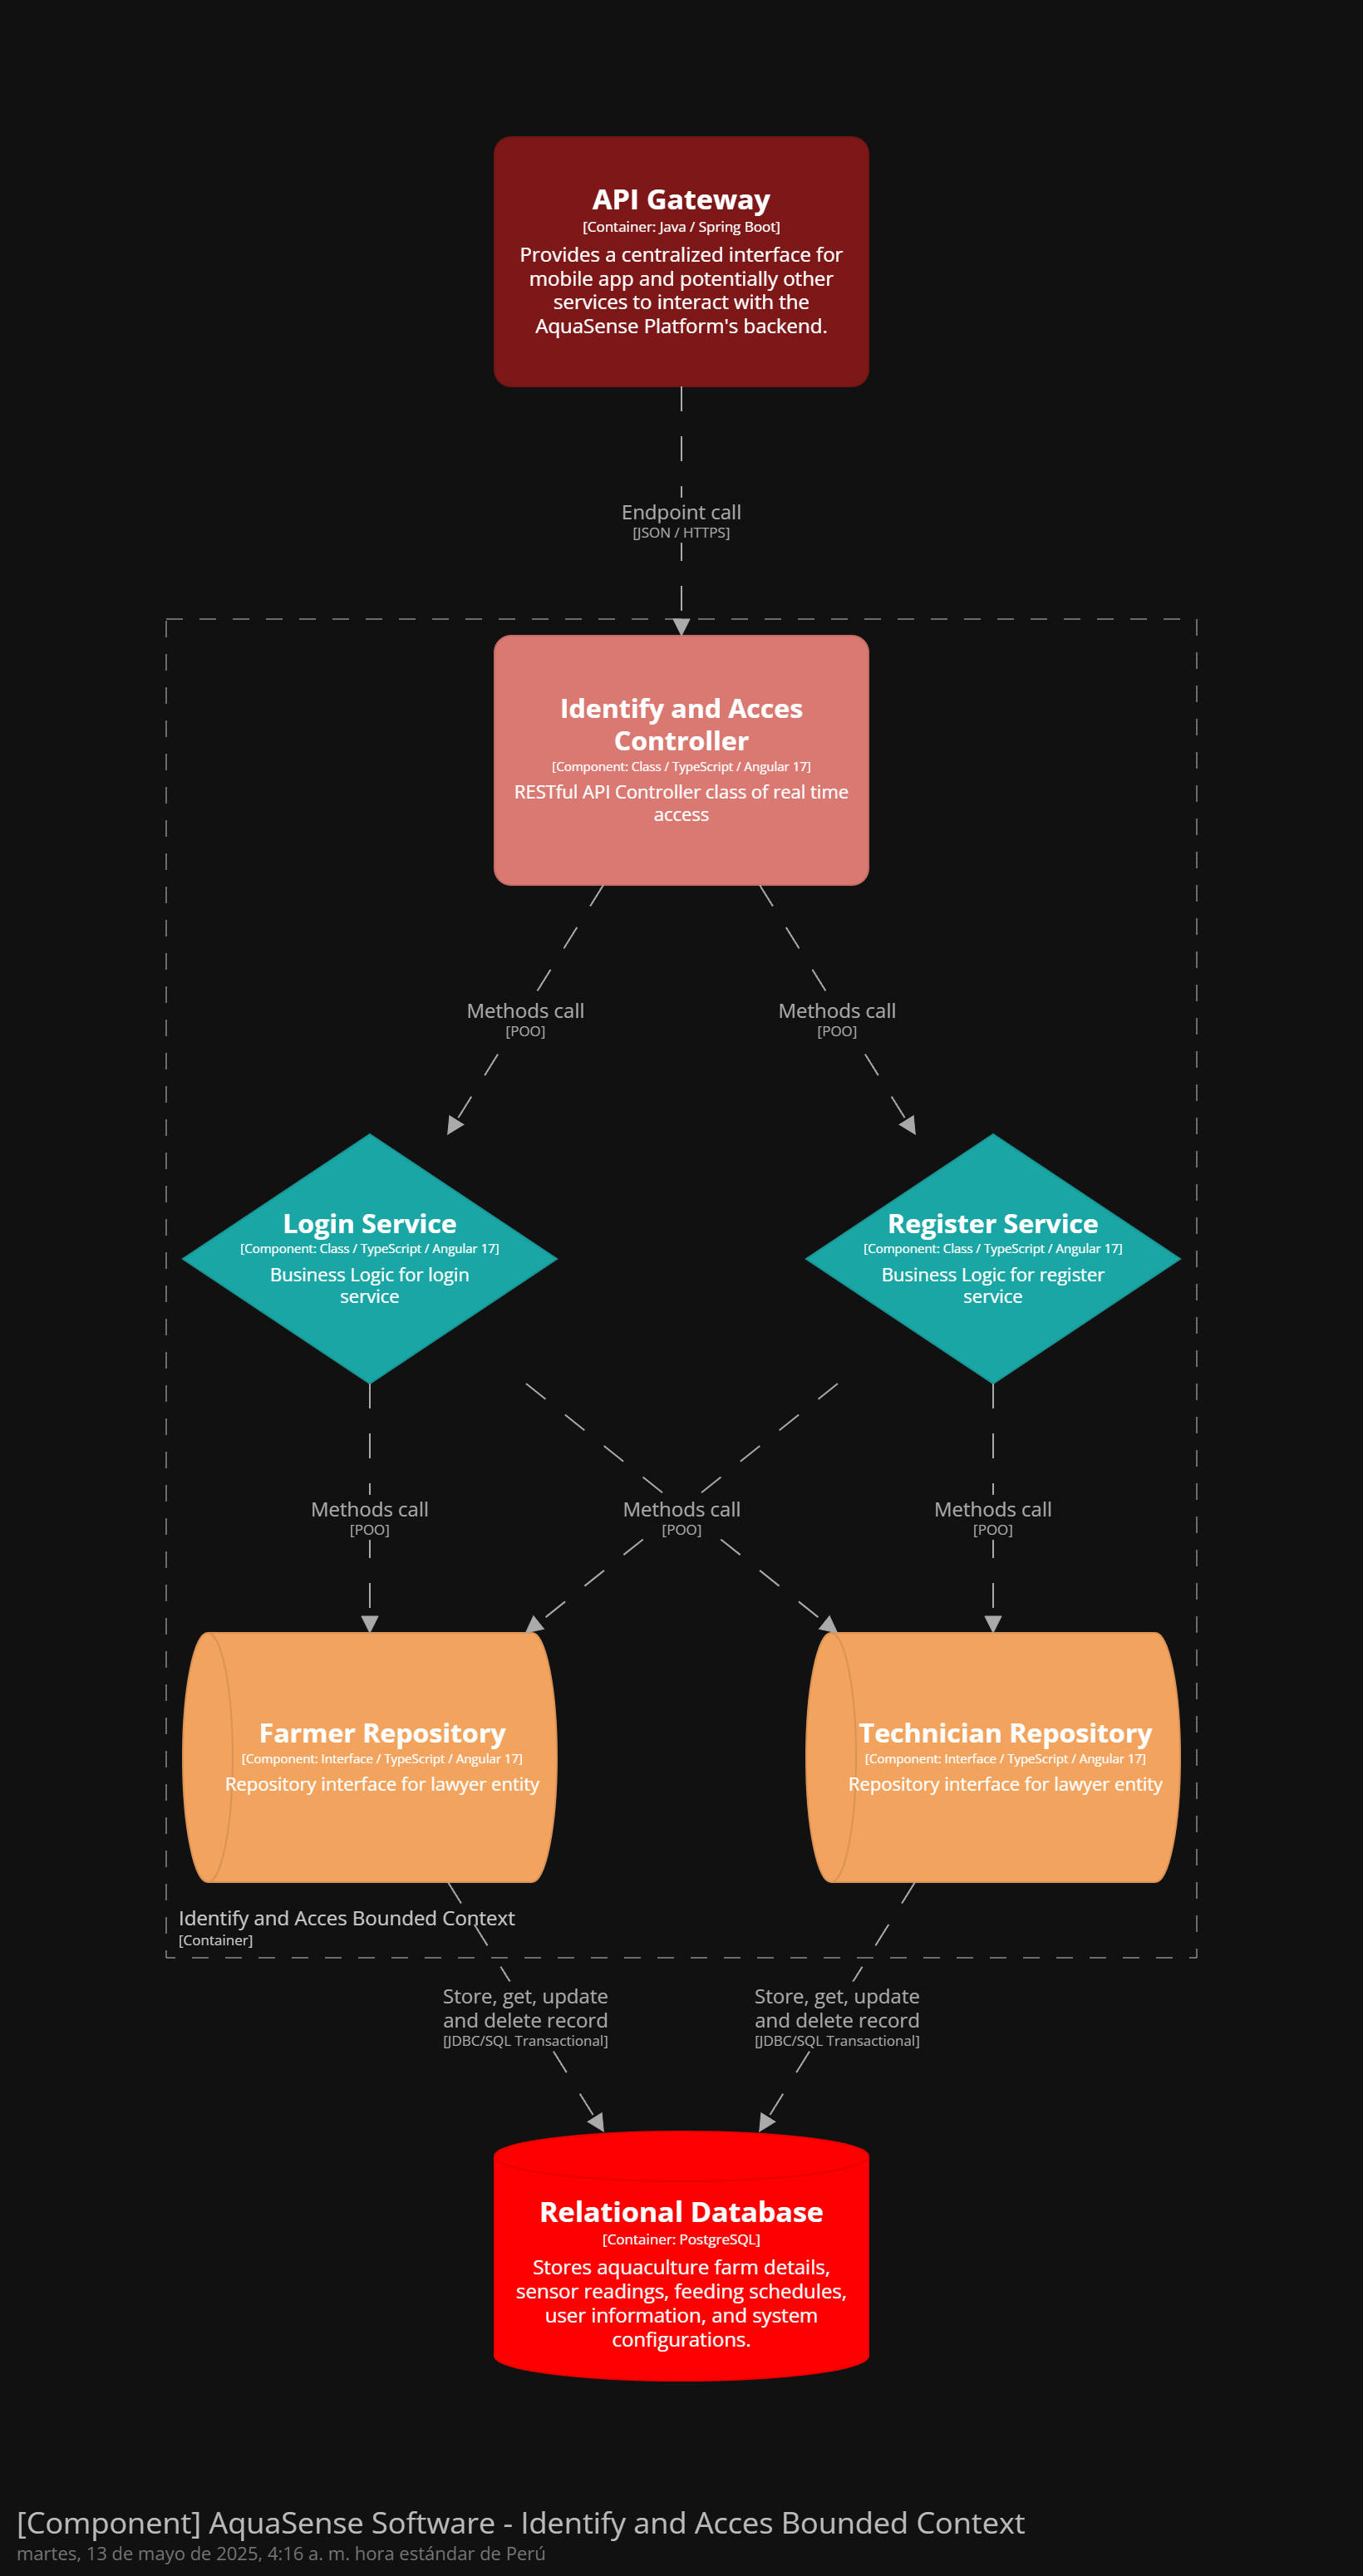 API Gateway
[Container: Java / Spring Boot]
Provides a centralized interface for
mobile app and potentially other
services to interact with the
AquaSense Platform's backend.
Endpoint call
[JSON / HTTPS]
Identify and Acces
Controller
[Component: Class / TypeScript / Angular 17]
RESTful API Controller class of real time
access
Methods call
[POO]
Methods call
[POO]
Login Service
[Component: Class / TypeScript / Angular 17]
Business Logic for login
service
Register Service
[Component: Class / TypeScript / Angular 17]
Business Logic for register
service
Methods call
[POO]
Methods call
[POO]
Methods call
[POO]
Farmer Repository
[Component: Interface / TypeScript / Angular 17]
Repository interface for lawyer entity
Technician Repository
[Component: Interface / TypeScript / Angular 17]
Repository interface for lawyer entity
Identify and Acces Bounded Context
[Container]
Store, get, update
and delete record
[JDBC/SQL Transactional]
Store, get, update
and delete record
[JDBC/SQL Transactional]
Relational Database
[Container: PostgreSQL]
Stores aquaculture farm details,
sensor readings, feeding schedules,
user information, and system
configurations.
[Component] AquaSense Software - Identify and Acces Bounded Context
martes, 13 de mayo de 2025, 4:16 a. m. hora estándar de Perú